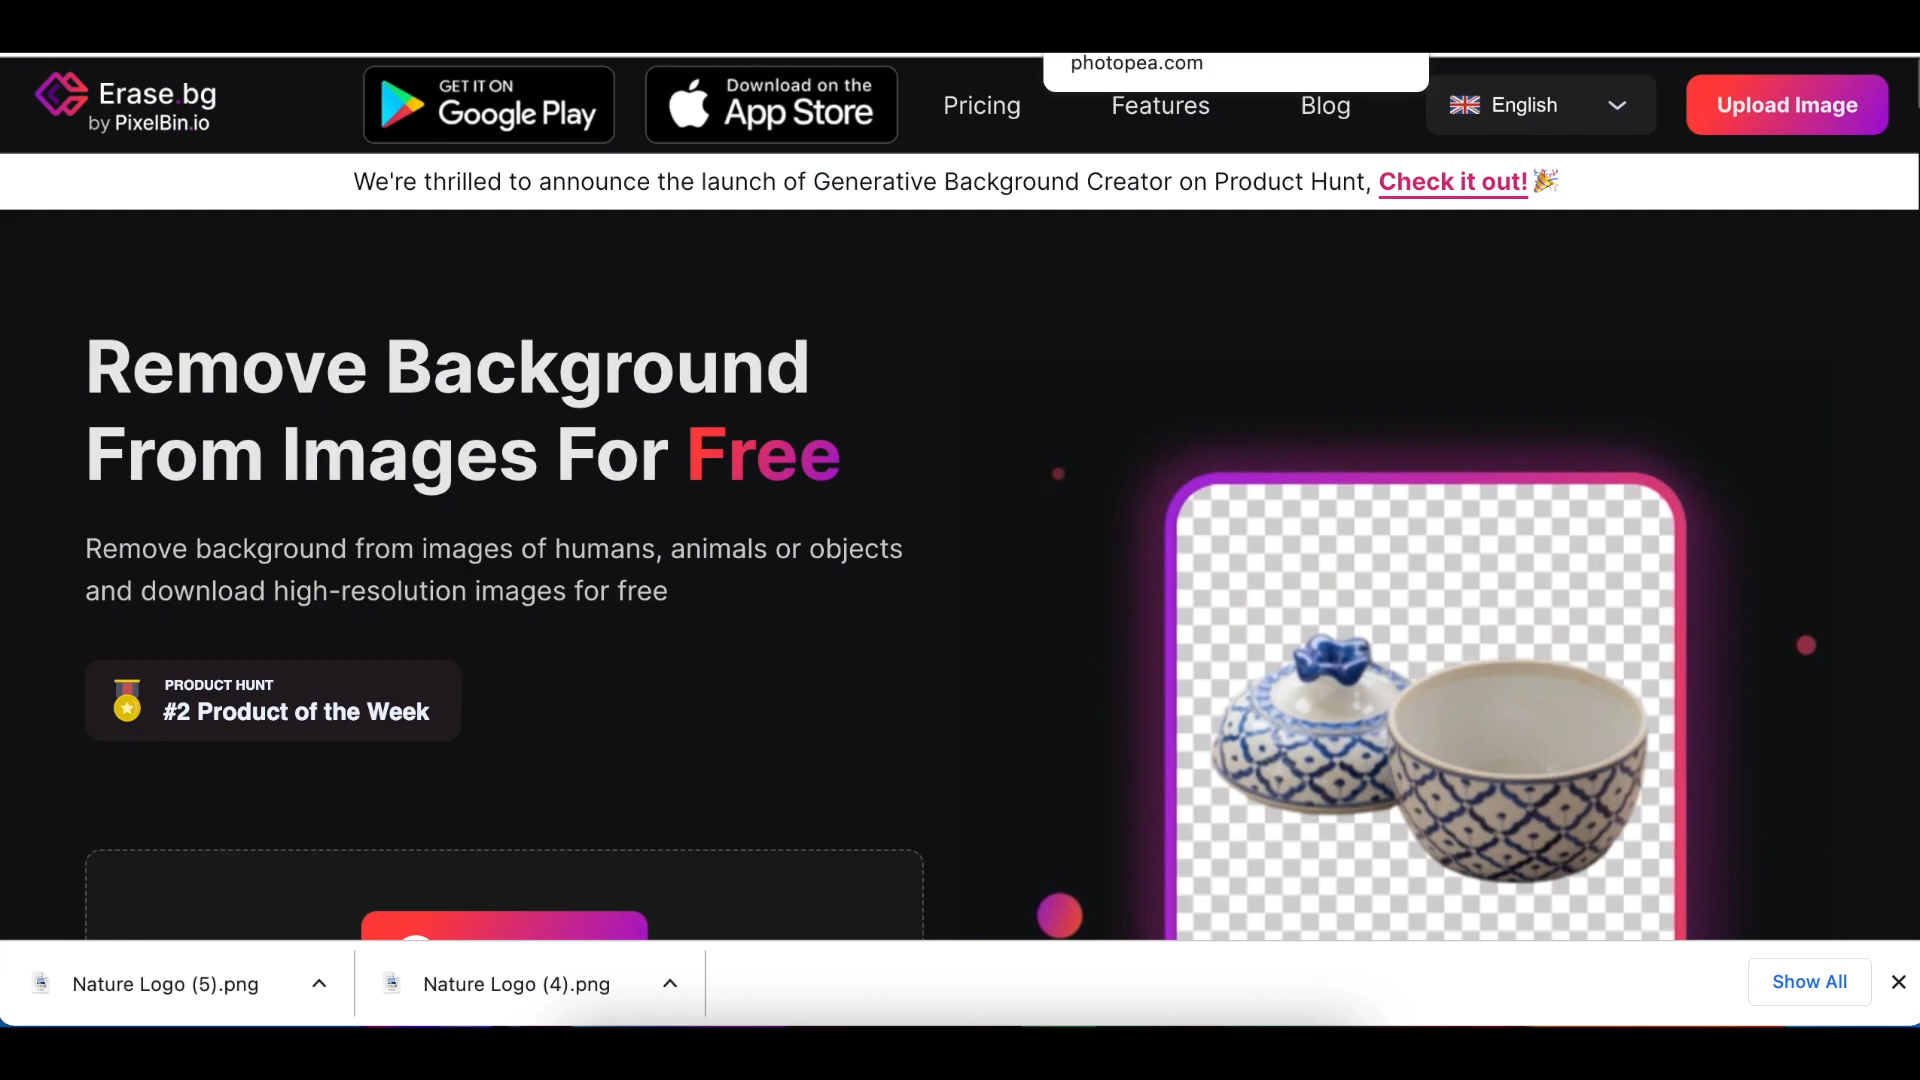 photopea.com
Erase.bg
by PixelBin.io
GET IT ON
Google Play
Download on the
App Store
Pricing
Features
Blog
English
Upload Image
We're thrilled to announce the launch of Generative Background Creator on Product Hunt, Check it out!
Remove Background
From Images For Free
Remove background from images of humans, animals or objects
and download high-resolution images for free
PRODUCT HUNT
#2 Product of the Week
Nature Logo (5).png
Nature Logo (4).png
Show All